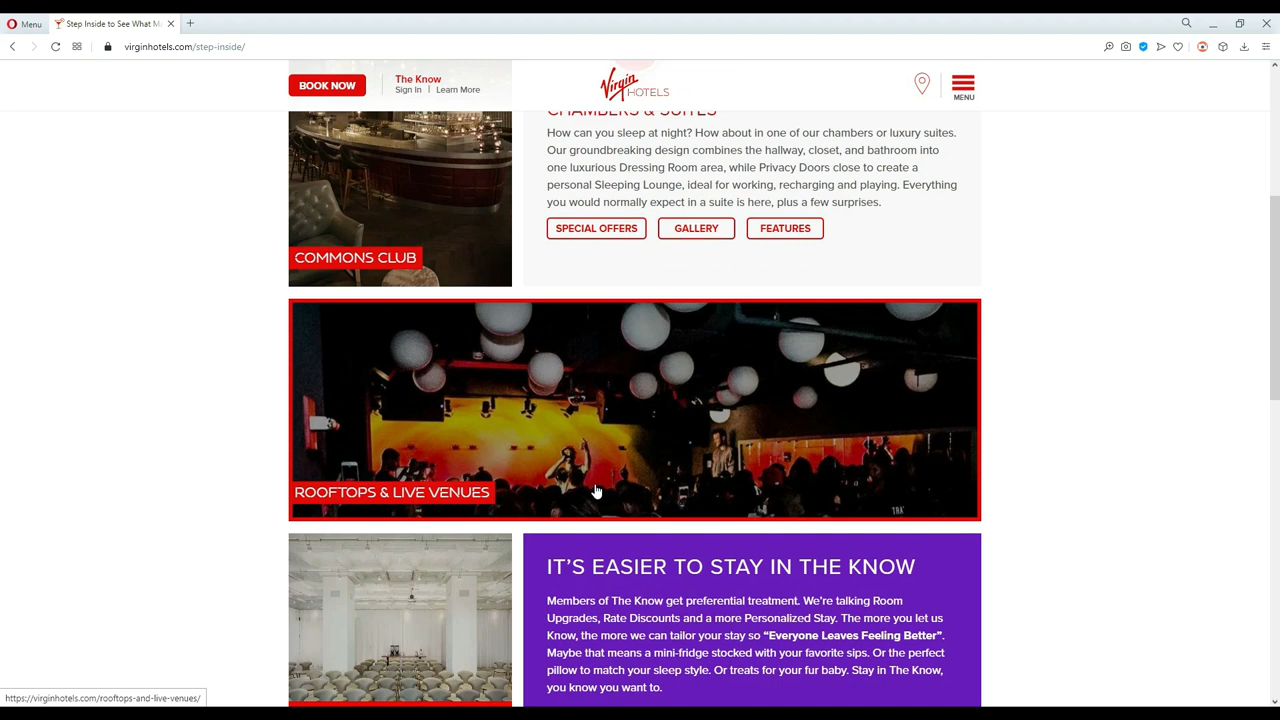 Menu
Step Inside to See What M
virginhotels.com/step-inside/
BOOK NOW
The Know
Sign In | Learn More
Virgin HOTELS
MENU
CHAMBERS & SUITES
How can you sleep at night? How about in one of our chambers or luxury suites.
Our groundbreaking design combines the hallway, closet, and bathroom into
one luxurious Dressing Room area, while Privacy Doors close to create a
personal Sleeping Lounge, ideal for working, recharging and playing. Everything
you would normally expect in a suite is here, plus a few surprises.
SPECIAL OFFERS
GALLERY
FEATURES
COMMONS CLUB
ROOFTOPS & LIVE VENUES
IT'S EASIER TO STAY IN THE KNOW
Members of The Know get preferential treatment. We're talking Room
Upgrades, Rate Discounts and a more Personalized Stay. The more you let us
Know, the more we can tailor your stay so “Everyone Leaves Feeling Better”.
Maybe that means a mini-fridge stocked with your favorite sips. Or the perfect
pillow to match your sleep style. Or treats for your fur baby. Stay in The Know,
you know you want to.
https://virginhotels.com/rooftops-and-live-venues/